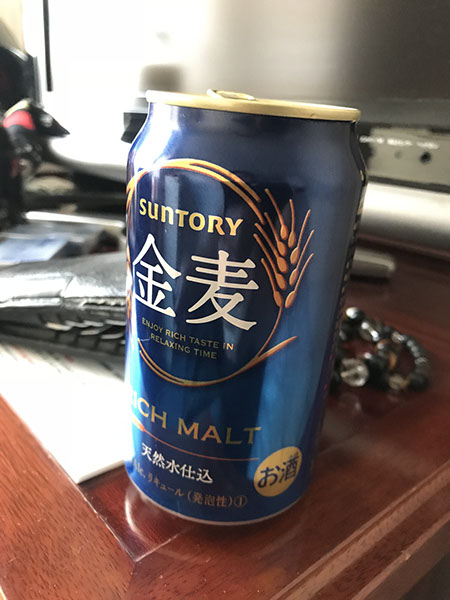 SUNTORY
金麦
ENJOY RICH TASTE IN
RELAXING TIME
RICH MALT
天然水仕込
お酒
リキュール(発泡性)①